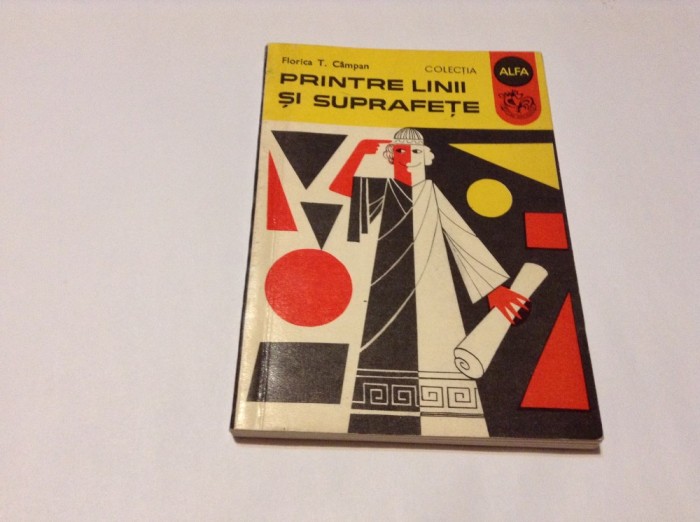 Florica T. Câmpan
COLECȚIA
ALFA
PRINTRE LINII
ȘI SUPRAFEȚE